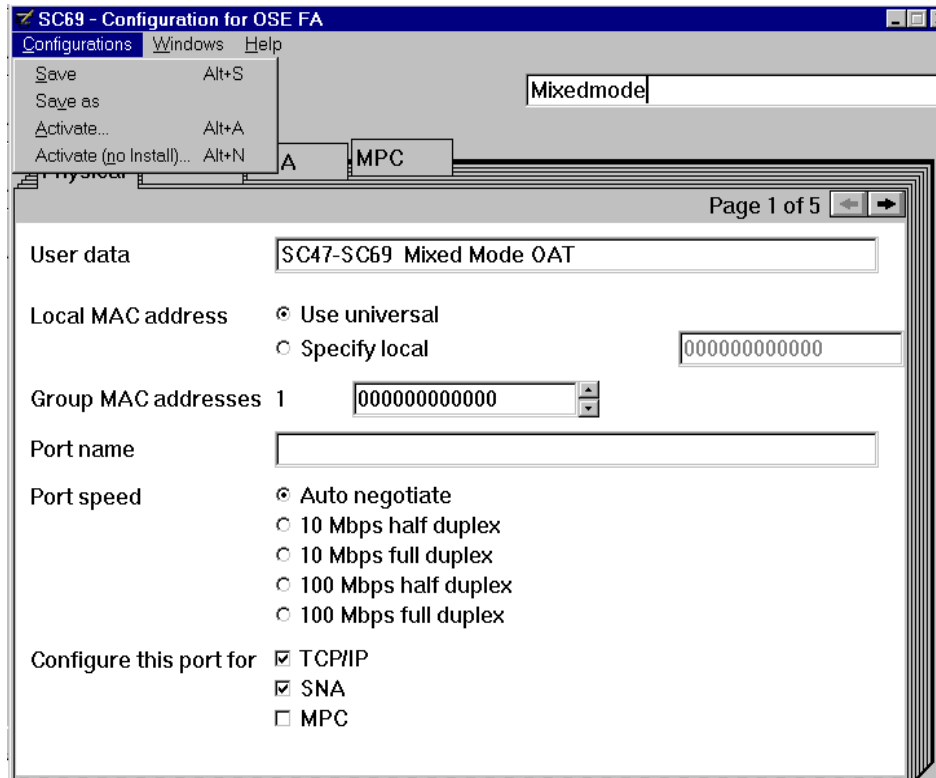 SC69 - Configuration for OSE FA
Configurations Windows Help
Save Alt+S
Save as
Activate... Alt+A
Activate (no Install)... Alt+N
Mixedmode
Physical A MPC
Page 1 of 5
User data SC47-SC69 Mixed Mode OAT
Local MAC address Use universal
Specify local 000000000000
Group MAC addresses 1 000000000000
Port name
Port speed Auto negotiate
10 Mbps half duplex
10 Mbps full duplex
100 Mbps half duplex
100 Mbps full duplex
Configure this port for TCP/IP
SNA
MPC